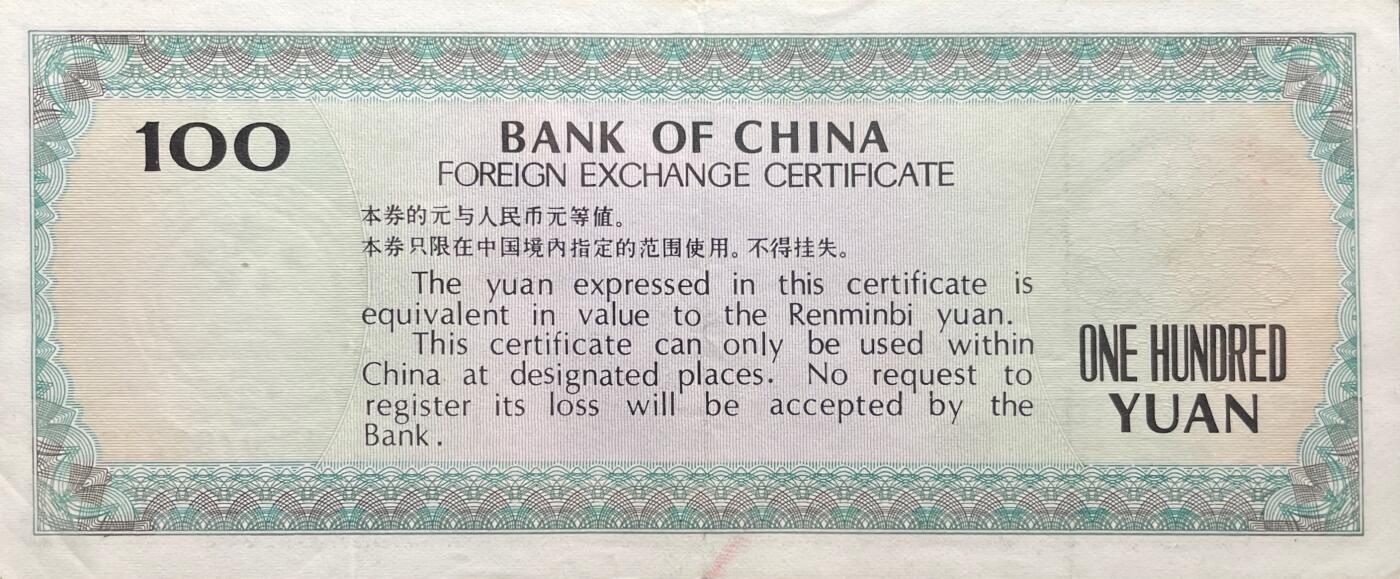 100
BANK OF CHINA
FOREIGN EXCHANGE CERTIFICATE
本券的元与人民币元等值。
本券只限在中国境内指定的范围使用。不得挂失。
The yuan expressed in this certificate is
equivalent in value to the Renminbi yuan.
This certificate can only be used within
China at designated places. No request to
register its loss will be accepted by the
Bank.
ONE HUNDRED
YUAN